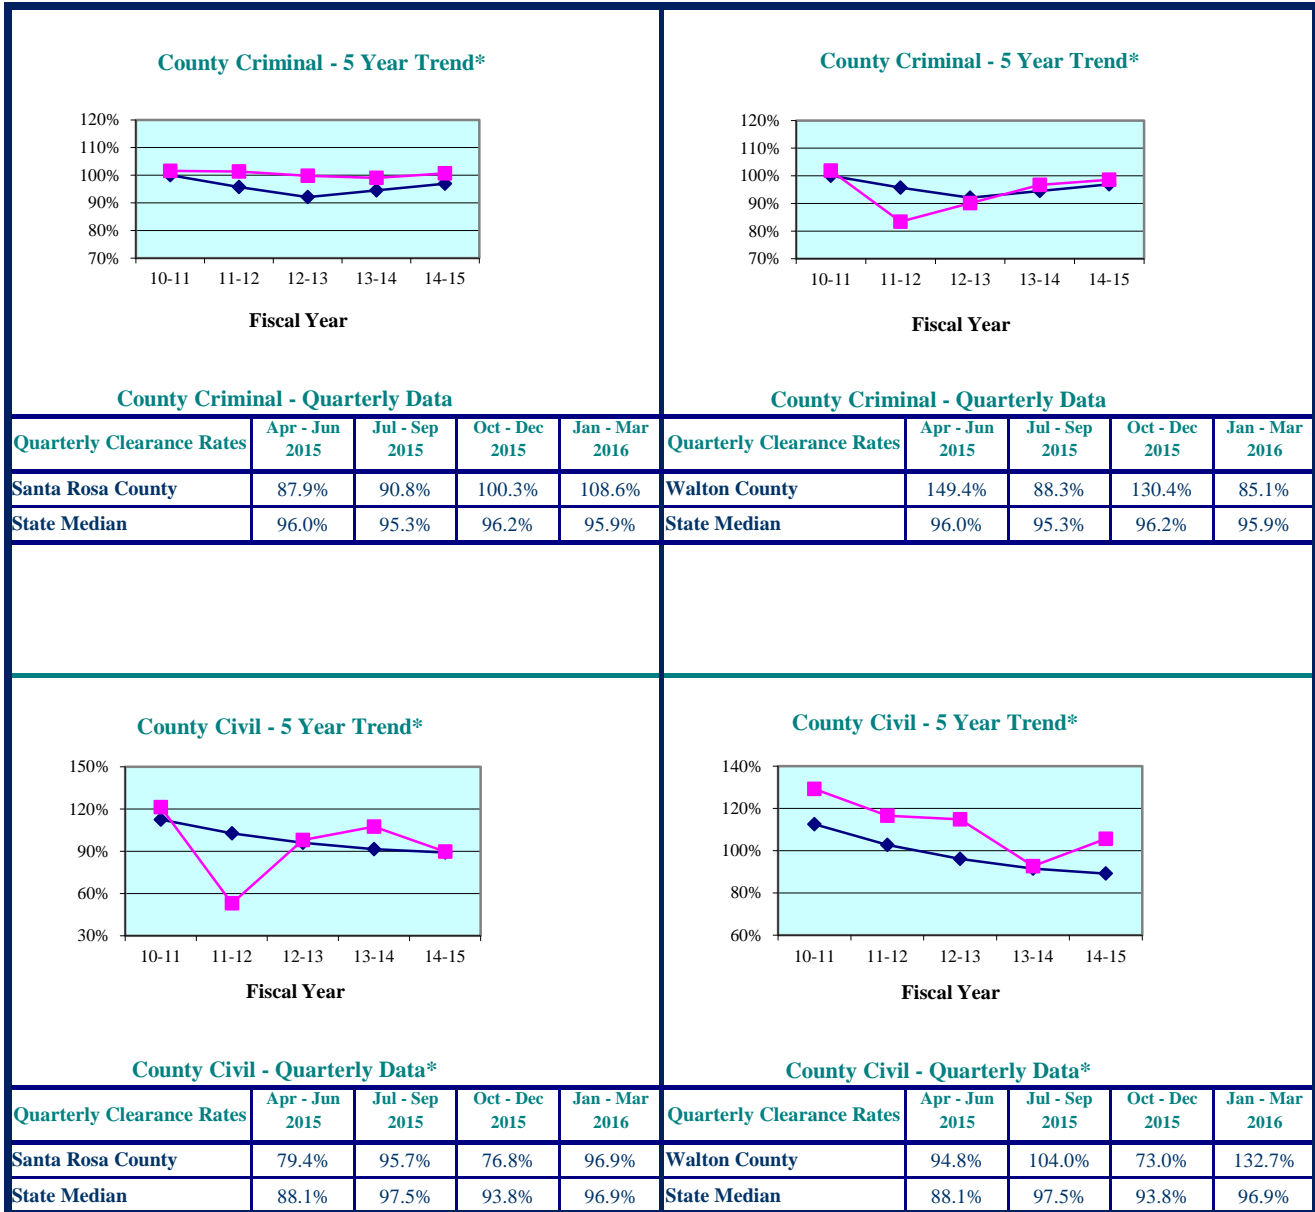 County Criminal - 5 Year Trend*
120%
110%
100%
90%
80%
70%
10-11 11-12 12-13 13-14 14-15
Fiscal Year
County Criminal - Quarterly Data
Quarterly Clearance Rates Apr - Jun 2015 Jul - Sep 2015 Oct - Dec 2015 Jan - Mar 2016
Santa Rosa County 87.9% 90.8% 100.3% 108.6%
State Median 96.0% 95.3% 96.2% 95.9%
County Criminal - 5 Year Trend*
120%
110%
100%
90%
80%
70%
10-11 11-12 12-13 13-14 14-15
Fiscal Year
County Criminal - Quarterly Data
Quarterly Clearance Rates Apr - Jun 2015 Jul - Sep 2015 Oct - Dec 2015 Jan - Mar 2016
Walton County 149.4% 88.3% 130.4% 85.1%
State Median 96.0% 95.3% 96.2% 95.9%
County Civil - 5 Year Trend*
150%
120%
90%
60%
30%
10-11 11-12 12-13 13-14 14-15
Fiscal Year
County Civil - Quarterly Data*
Quarterly Clearance Rates Apr - Jun 2015 Jul - Sep 2015 Oct - Dec 2015 Jan - Mar 2016
Santa Rosa County 79.4% 95.7% 76.8% 96.9%
State Median 88.1% 97.5% 93.8% 96.9%
County Civil - 5 Year Trend*
140%
120%
100%
80%
60%
10-11 11-12 12-13 13-14 14-15
Fiscal Year
County Civil - Quarterly Data*
Quarterly Clearance Rates Apr - Jun 2015 Jul - Sep 2015 Oct - Dec 2015 Jan - Mar 2016
Walton County 94.8% 104.0% 73.0% 132.7%
State Median 88.1% 97.5% 93.8% 96.9%